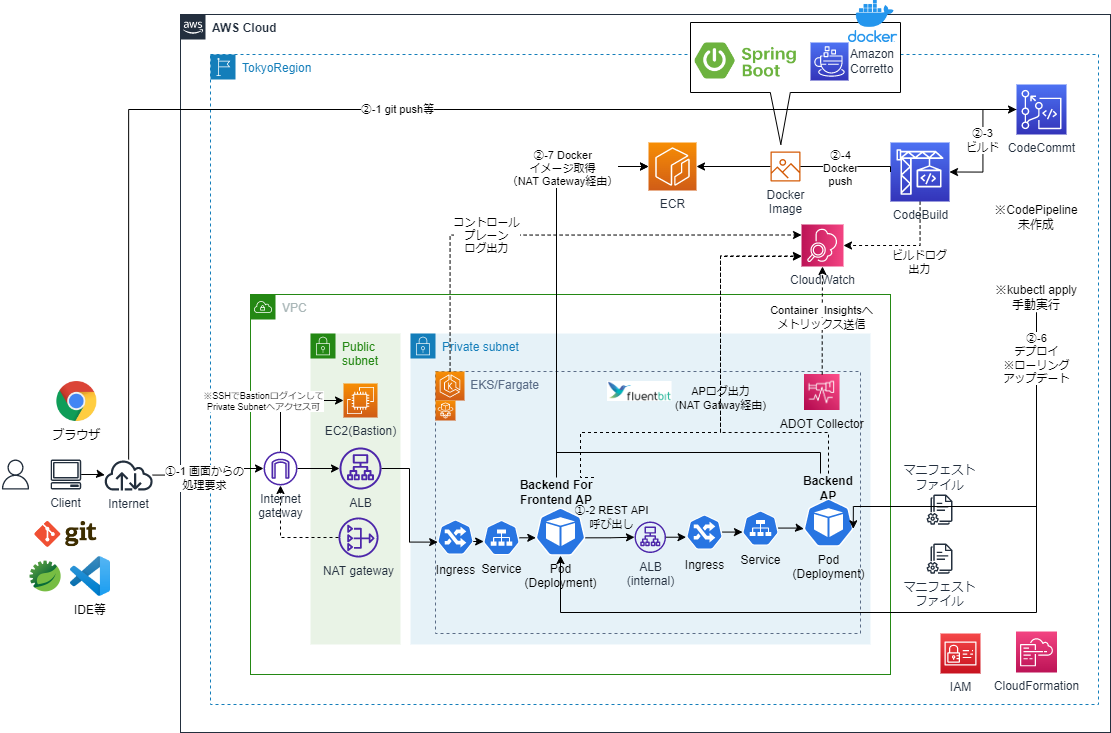 aws
AWS Cloud
TokyoRegion
docker
Spring
Boot
Amazon
Corretto
②-1 git push等
CodeCommt
②-3
ビルド
②-7 Docker
イメージ取得
(NAT Gateway経由)
ECR
Docker
Image
②-4
Docker
push
CodeBuild
※CodePipeline
未作成
コントロール
プレーン
ログ出力
CloudWatch
ビルドログ
出力
※kubectl apply
手動実行
VPC
Container Insightsへ
メトリックス送信
②-6
デプロイ
※ローリング
アップデート
Public
subnet
Private subnet
EKS/Fargate
fluentbit
APログ出力
(NAT Gatway経由)
ADOT Collector
※SSHでBastionログインして
Private Subnetへアクセス可
EC2(Bastion)
ブラウザ
Client
Internet
①-1 画面からの
処理要求
Internet
gateway
ALB
NAT gateway
git
IDE等
Ingress
Service
Backend For
Frontend AP
Pod
(Deployment)
①-2 REST API
呼び出し
ALB
(internal)
Ingress
Service
Backend
AP
Pod
(Deployment)
マニフェスト
ファイル
マニフェスト
ファイル
IAM
CloudFormation